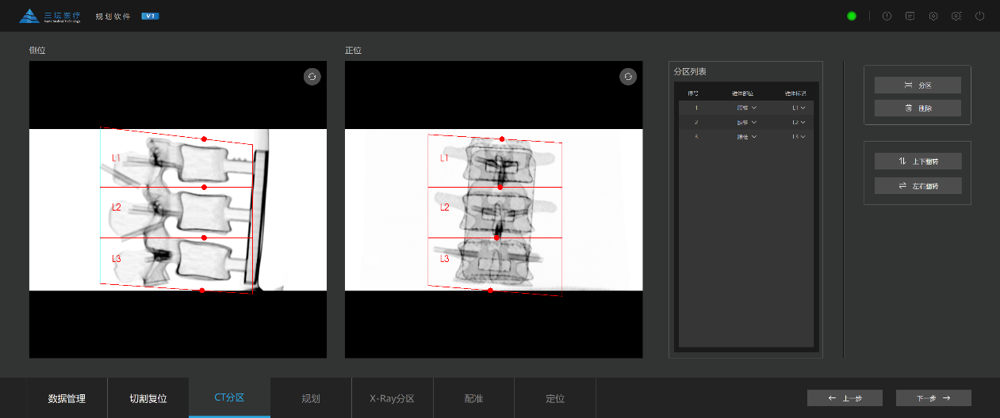 三坛医疗
Santa Medical Technology
规划软件
V1
侧位
L1
L2
L3
正位
L1
L2
L3
分区列表
序号 锥体部位 锥体标记
1 腰椎 L1
2 腰椎 L2
3 腰椎 L3
分区
删除
上下翻转
左右翻转
数据管理 切割复位 CT分区 规划 X-Ray分区 配准 定位
上一步 下一步